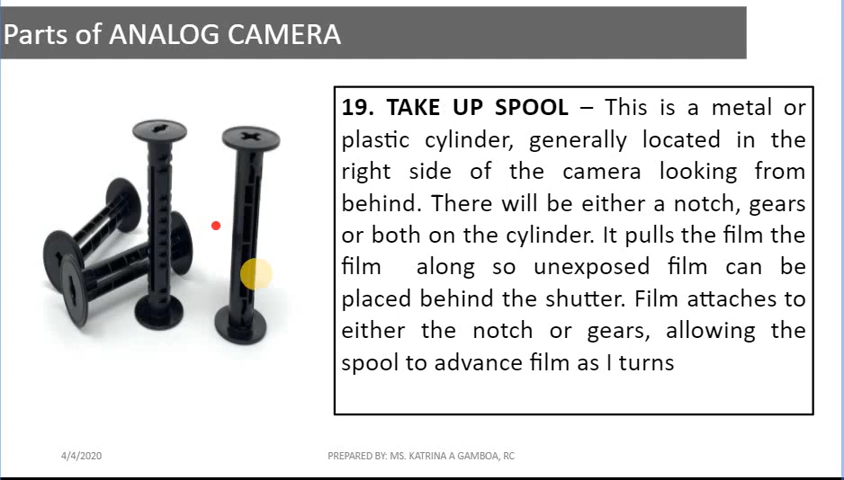 Parts of ANALOG CAMERA
19. TAKE UP SPOOL – This is a metal or
plastic cylinder, generally located in the
right side of the camera looking from
behind. There will be either a notch, gears
or both on the cylinder. It pulls the film the
film along so unexposed film can be
placed behind the shutter. Film attaches to
either the notch or gears, allowing the
spool to advance film as I turns
4/4/2020
PREPARED BY: MS. KATRINA A GAMBOA, RC